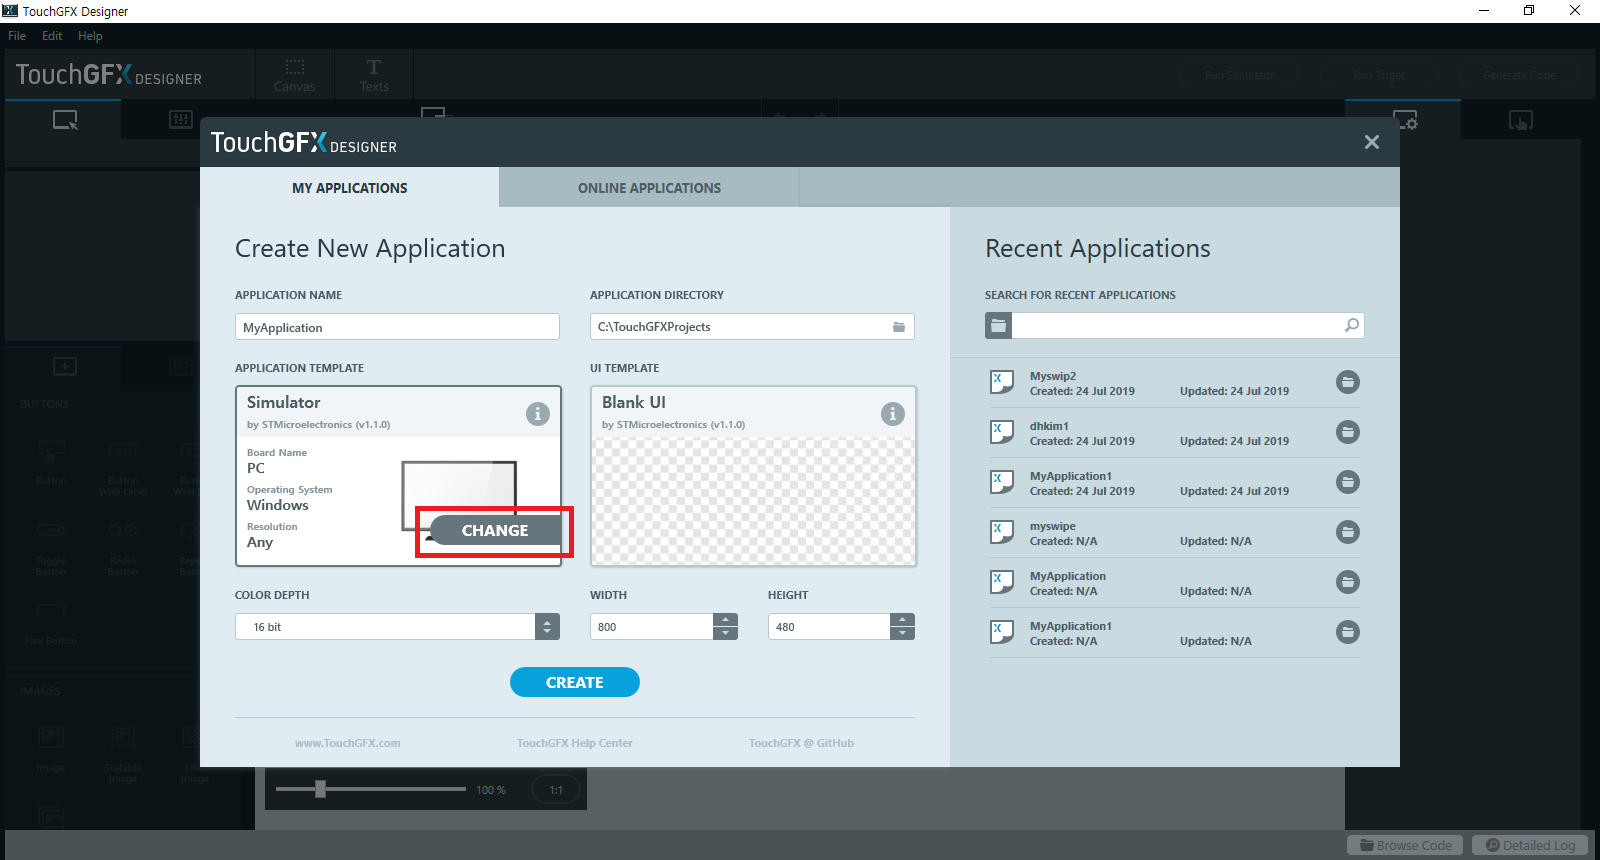 TouchGFX Designer
File Edit Help
TouchGFX DESIGNER
Canvas
Texts
Run Simulator
Run Target
Generate Code
TouchGFX DESIGNER
MY APPLICATIONS
ONLINE APPLICATIONS
Create New Application
APPLICATION NAME
APPLICATION DIRECTORY
MyApplication
C:\TouchGFXProjects
APPLICATION TEMPLATE
UI TEMPLATE
Simulator
by STMicroelectronics (v1.1.0)
Board Name
PC
Operating System
Windows
Resolution
Any
CHANGE
Blank UI
by STMicroelectronics (v1.1.0)
COLOR DEPTH
WIDTH
HEIGHT
16 bit
800
480
CREATE
www.TouchGFX.com
TouchGFX Help Center
TouchGFX @ GitHub
Recent Applications
SEARCH FOR RECENT APPLICATIONS
Myswip2
Created: 24 Jul 2019 Updated: 24 Jul 2019
dhkim1
Created: 24 Jul 2019 Updated: 24 Jul 2019
MyApplication1
Created: 24 Jul 2019 Updated: 24 Jul 2019
myswipe
Created: N/A Updated: N/A
MyApplication
Created: N/A Updated: N/A
MyApplication1
Created: N/A Updated: N/A
BUTTONS
Button
Button
With Label
Toggle
Button
Radio
Button
Flex Button
IMAGES
Image
Scalable
Image
100 %
1:1
Browse Code
Detailed Log